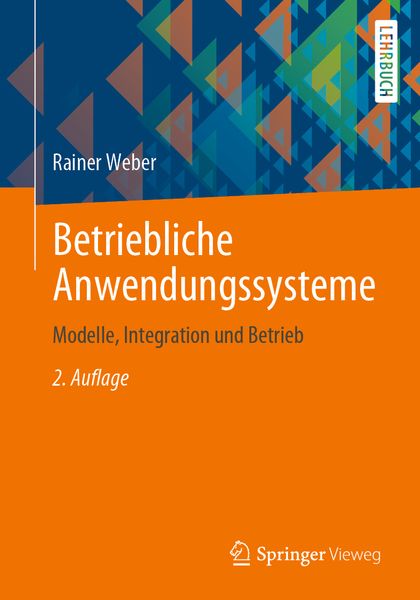 LEHRBUCH
Rainer Weber
Betriebliche
Anwendungssysteme
Modelle, Integration und Betrieb
2. Auflage
Springer Vieweg